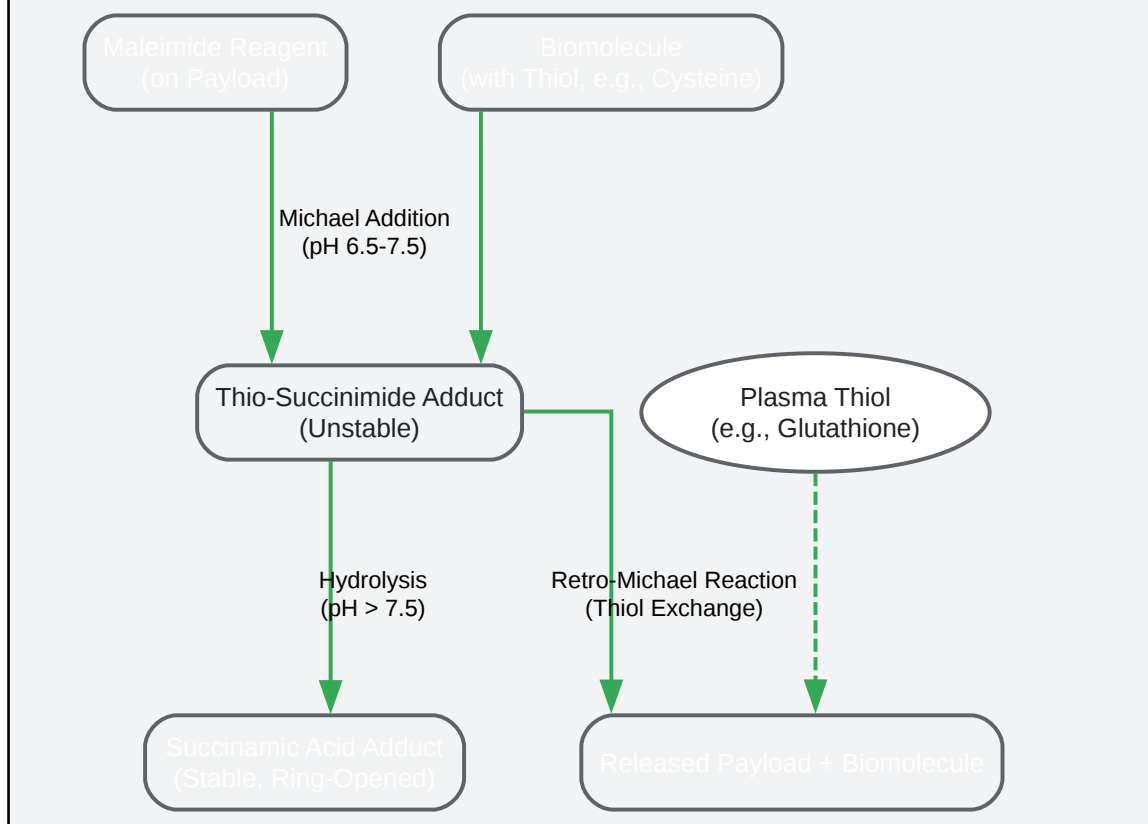 Maleimide Reagent
(on Payload)
Biomolecule
(with Thiol, e.g., Cysteine)
Michael Addition
(pH 6.5-7.5)
Thio-Succinimide Adduct
(Unstable)
Plasma Thiol
(e.g., Glutathione)
Hydrolysis
(pH > 7.5)
Retro-Michael Reaction
(Thiol Exchange)
Succinamic Acid Adduct
(Stable, Ring-Opened)
Released Payload + Biomolecule